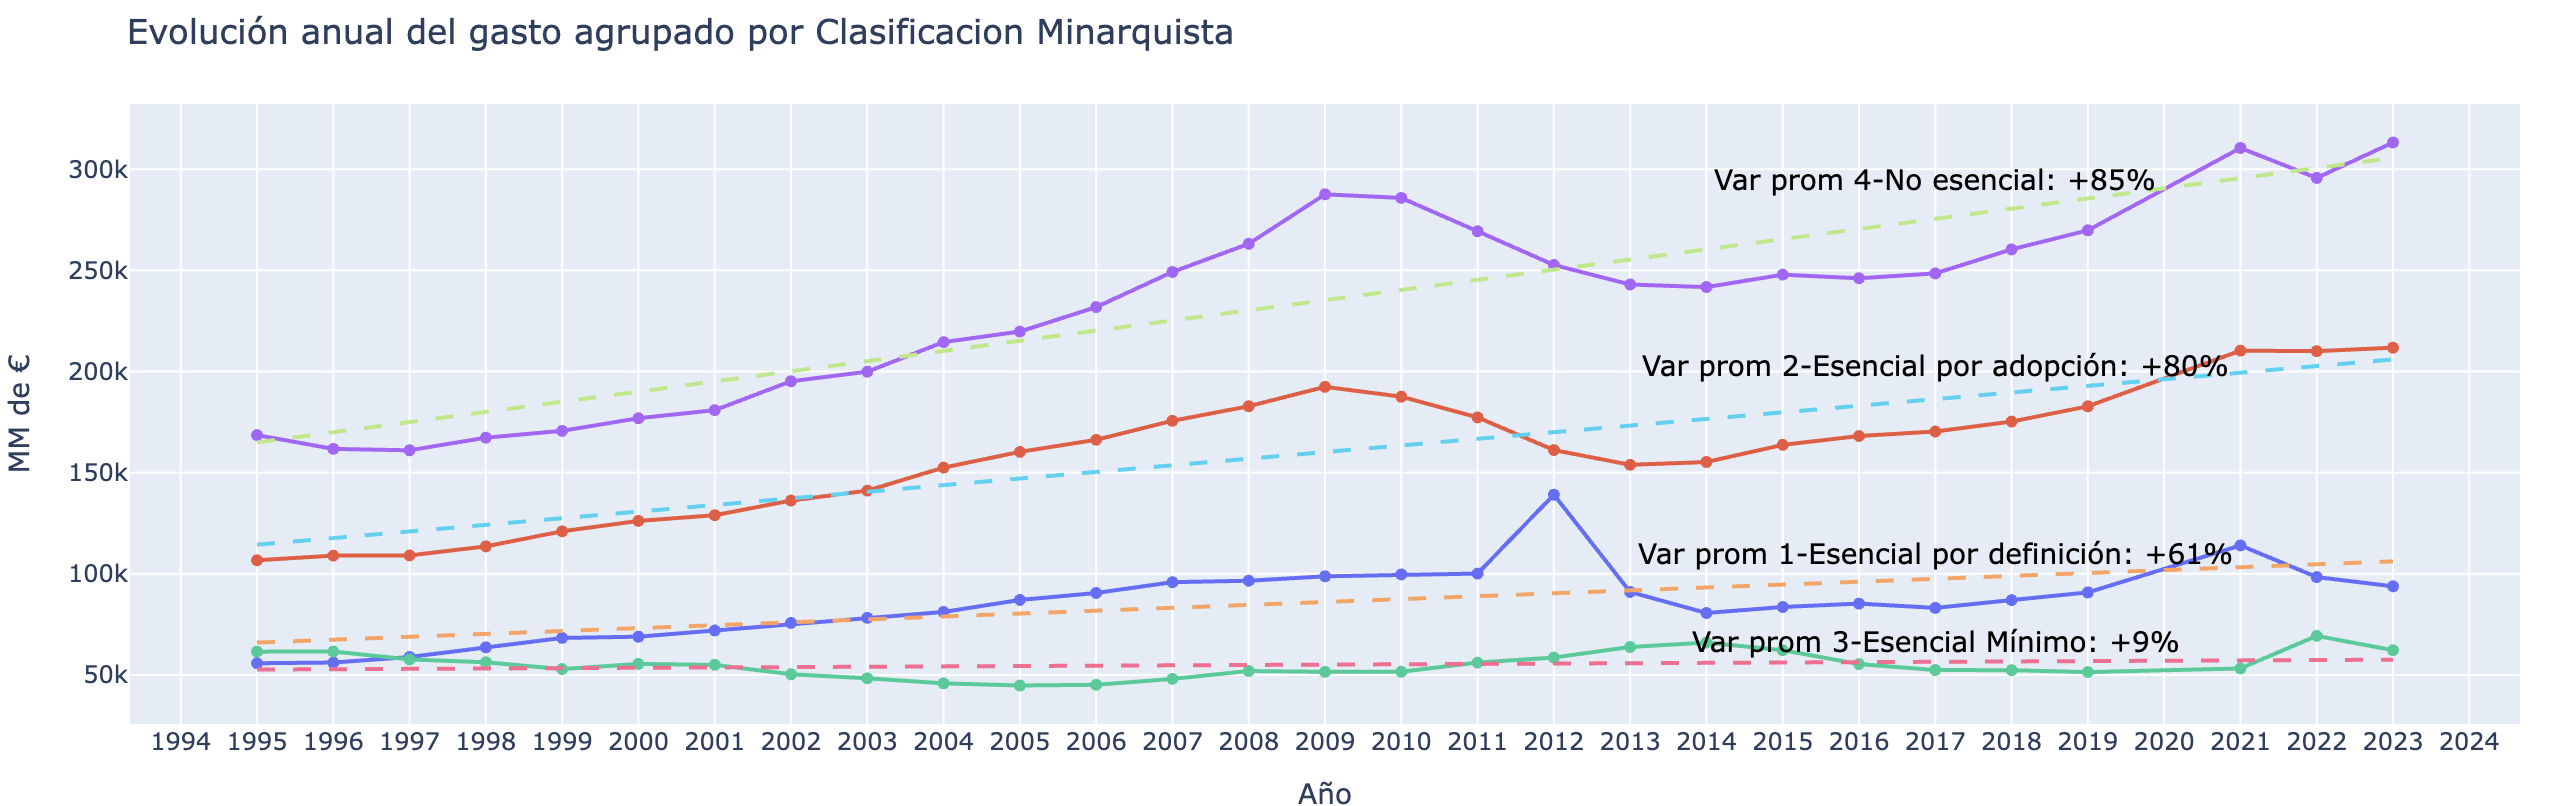 Evolución anual del gasto agrupado por Clasificacion Minarquista
MM de €
300k
250k
200k
150k
100k
50k
Var prom 4-No esencial: +85%
Var prom 2-Esencial por adopción: +80%
Var prom 1-Esencial por definición: +61%
Var prom 3-Esencial Mínimo: +9%
1994 1995 1996 1997 1998 1999 2000 2001 2002 2003 2004 2005 2006 2007 2008 2009 2010 2011 2012 2013 2014 2015 2016 2017 2018 2019 2020 2021 2022 2023 2024
Año